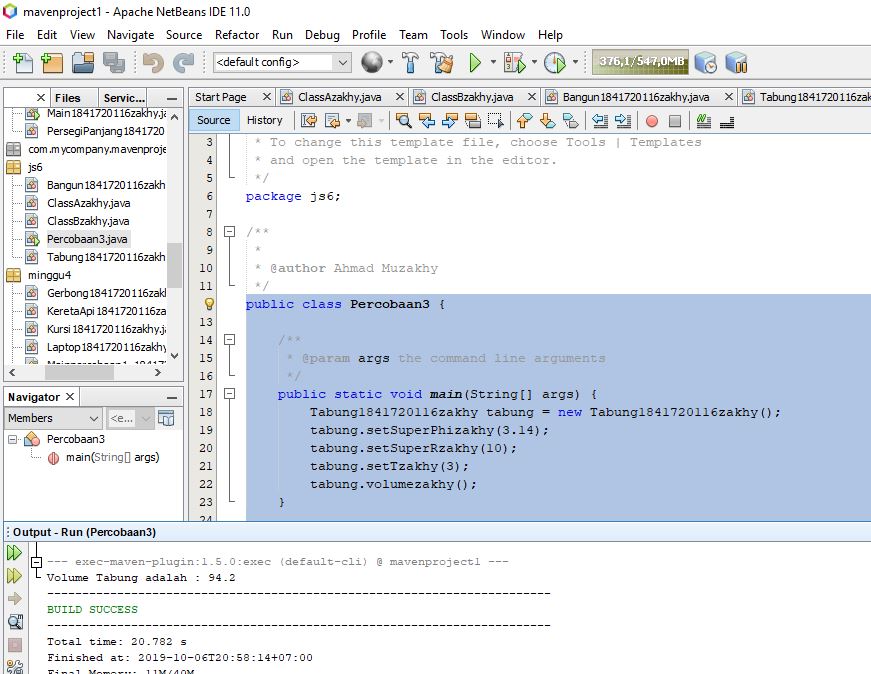 mavenproject1 - Apache NetBeans IDE 11.0
File Edit View Navigate Source Refactor Run Debug Profile Team Tools Window Help
<default config>
376,1/547,0MB
Files Servic...
Main1841720116zakhy.ja
PersegiPanjang184172011
com.mycompany.mavenproje
js6
Bangun1841720116zakh
ClassAzakhy.java
ClassBzakhy.java
Percobaan3.java
Tabung1841720116zakh
minggu4
Gerbong1841720116zakl
KeretaApi1841720116za
Kursi1841720116zakhy.ja
Laptop1841720116zakhy
Start Page ClassAzakhy.java ClassBzakhy.java Bangun1841720116zakhy.java Tabung1841720116zak
Source History
3 * To change this template file, choose Tools | Templates
4 * and open the template in the editor.
5 */
6 package js6;
7
8 /**
9 *
10 * @author Ahmad Muzakhy
11 */
public class Percobaan3 {
13
14 /**
15 * @param args the command line arguments
16 */
17 public static void main(String[] args) {
18 Tabung1841720116zakhy tabung = new Tabung1841720116zakhy();
19 tabung.setSuperPhizakhy(3.14);
20 tabung.setSuperRzakhy(10);
21 tabung.setTzakhy(3);
22 tabung.volumezakhy();
23 }
24
Navigator
Members <e...
Percobaan3
main(String[] args)
Output - Run (Percobaan3)
--- exec-maven-plugin:1.5.0:exec (default-cli) @ mavenproject1 ---
Volume Tabung adalah : 94.2
------------------------------------------------------------------------
BUILD SUCCESS
------------------------------------------------------------------------
Total time: 20.782 s
Finished at: 2019-10-06T20:58:14+07:00
Final Memory: 11M/40M